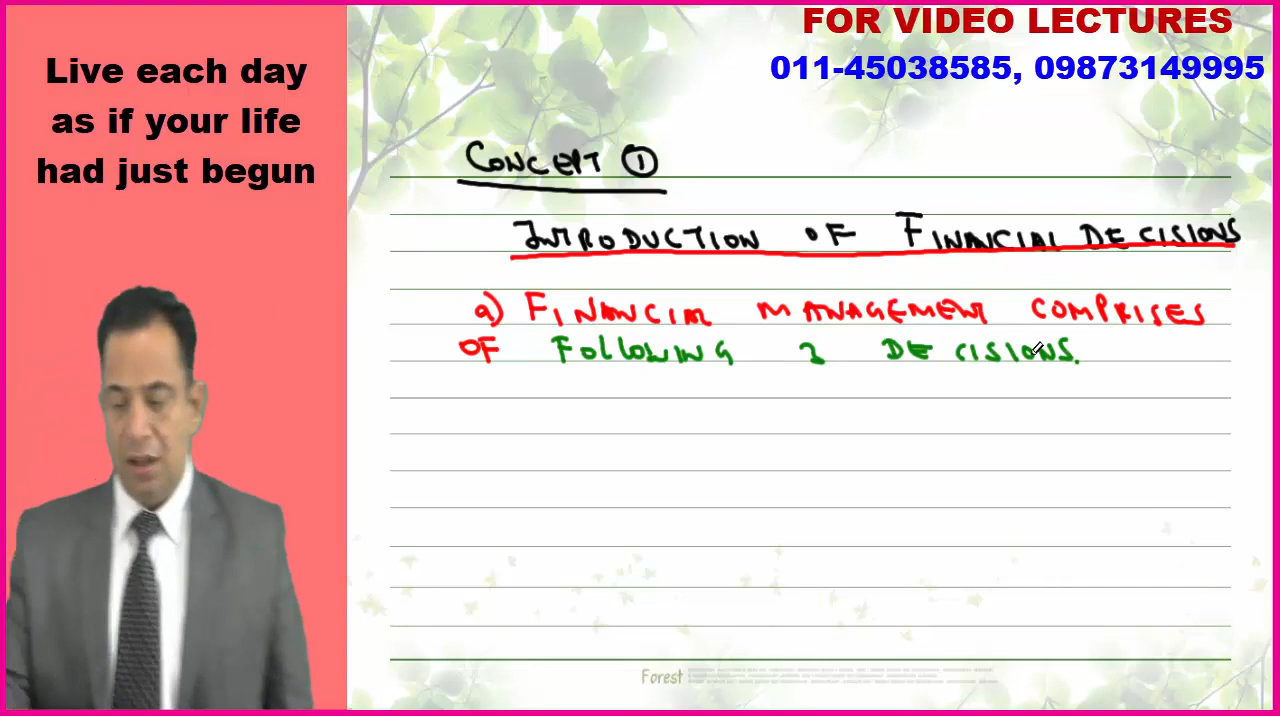 Live each day
as if your life
had just begun
FOR VIDEO LECTURES
011-45038585, 09873149995
CONCEPT ①
INTRODUCTION OF FINANCIAL DECISIONS
a) FINANCIAL MANAGEMENT COMPRISES
OF FOLLOWING 3 DECISIONS.
Forest